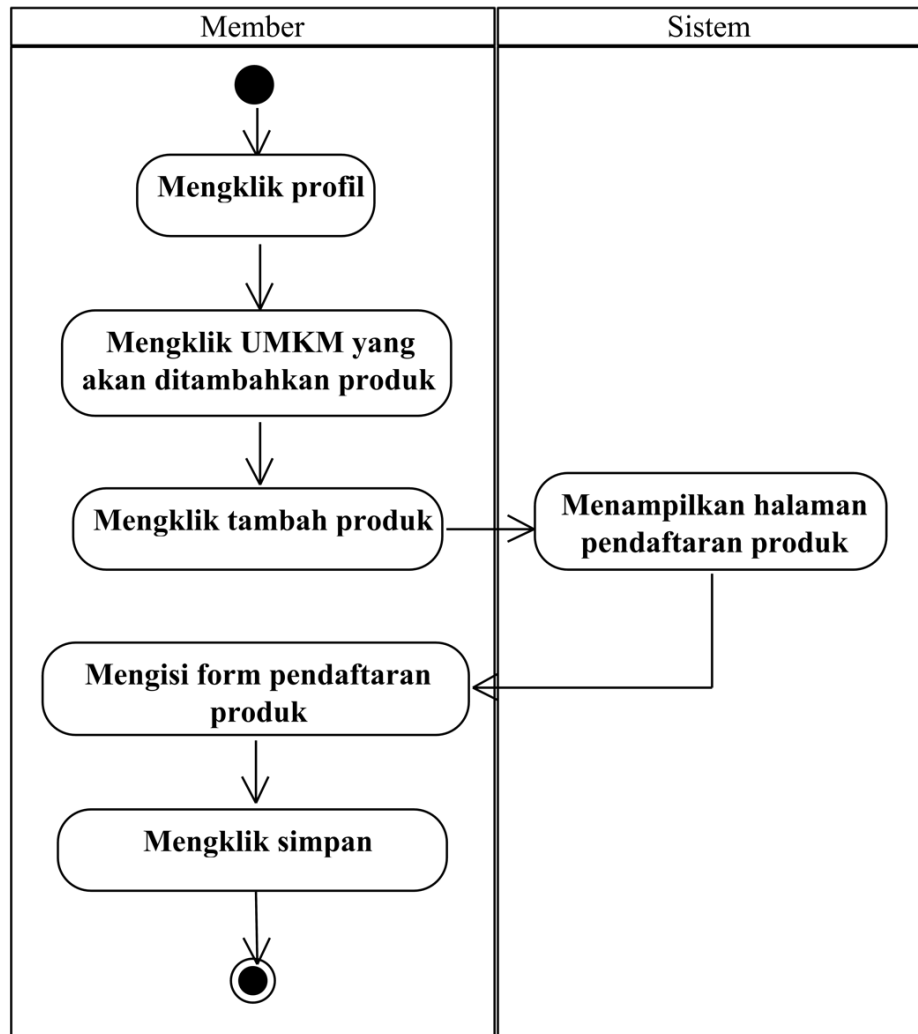 Member
Sistem
Mengklik profil
Mengklik UMKM yang
akan ditambahkan produk
Mengklik tambah produk
Menampilkan halaman
pendaftaran produk
Mengisi form pendaftaran
produk
Mengklik simpan